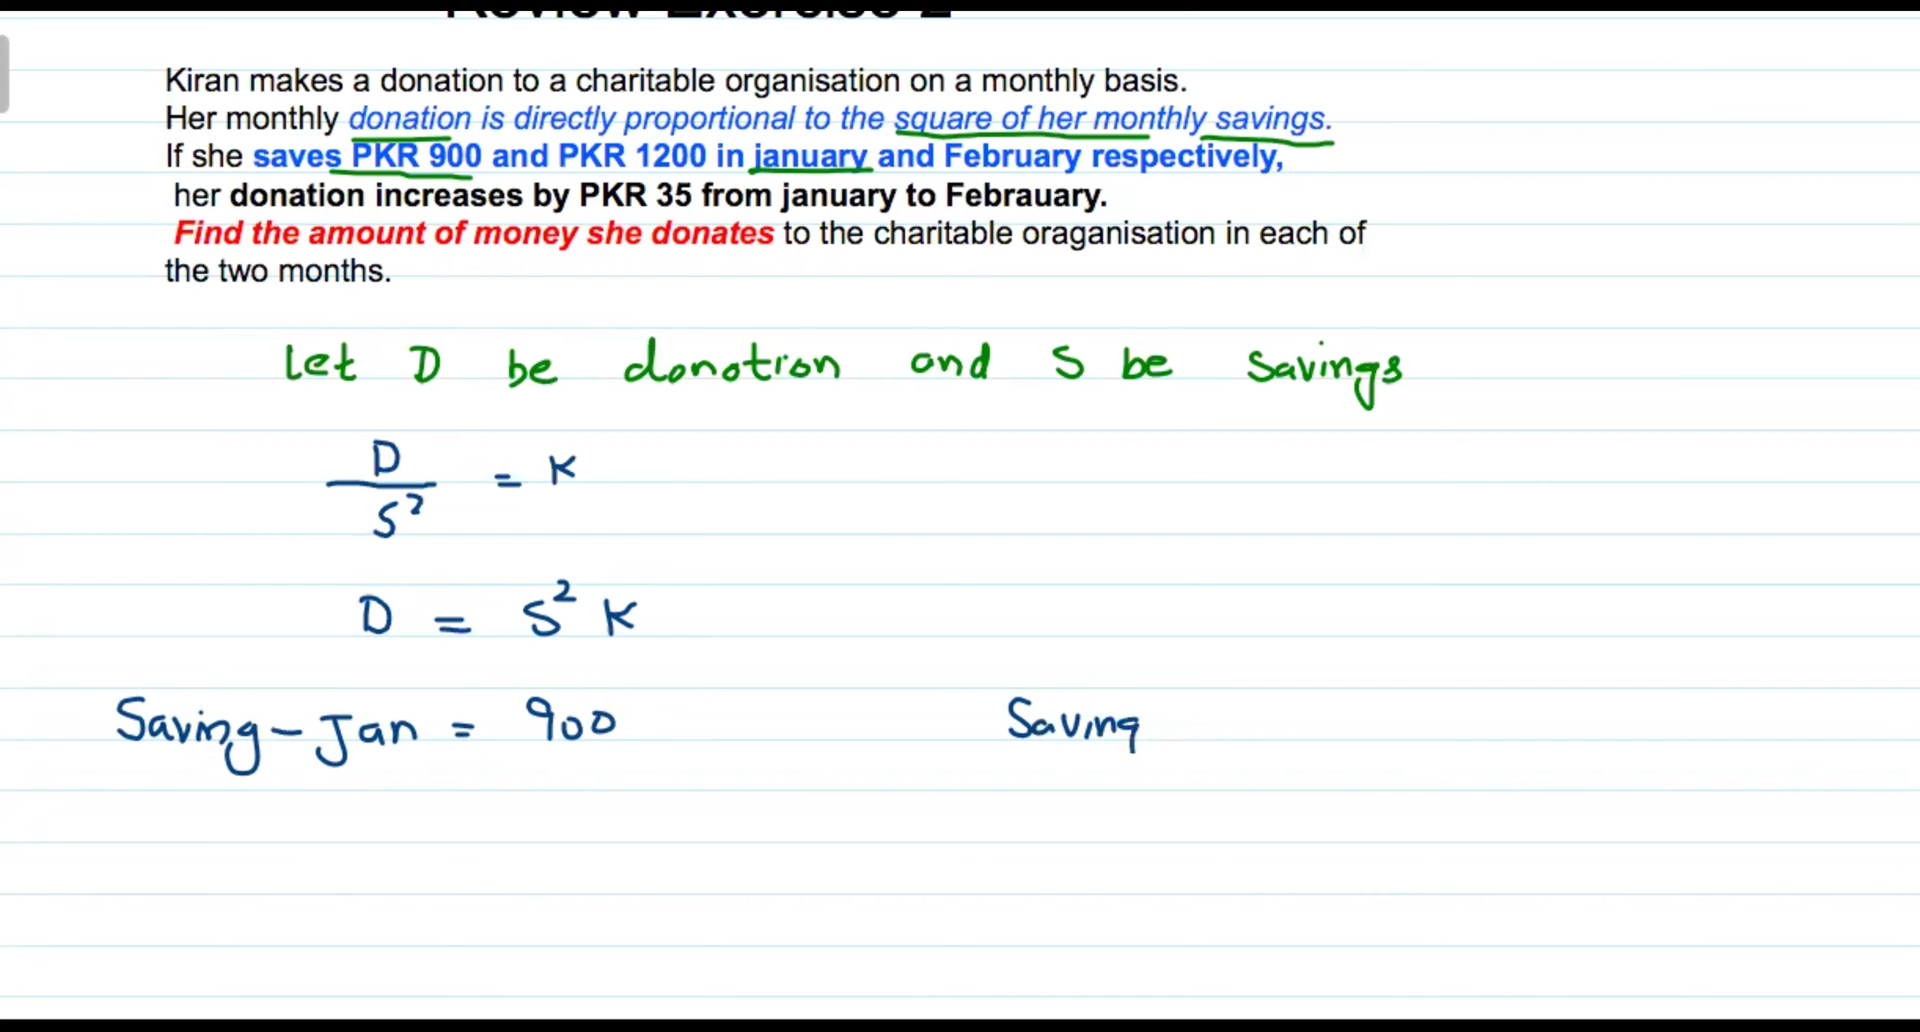 Review Exercise 2
Kiran makes a donation to a charitable organisation on a monthly basis.
Her monthly donation is directly proportional to the square of her monthly savings.
If she saves PKR 900 and PKR 1200 in january and February respectively,
her donation increases by PKR 35 from january to Febrauary.
Find the amount of money she donates to the charitable oraganisation in each of
the two months.
Let D be donation and S be savings
D/S² = K
D = S² K
Saving - Jan = 900
Saving